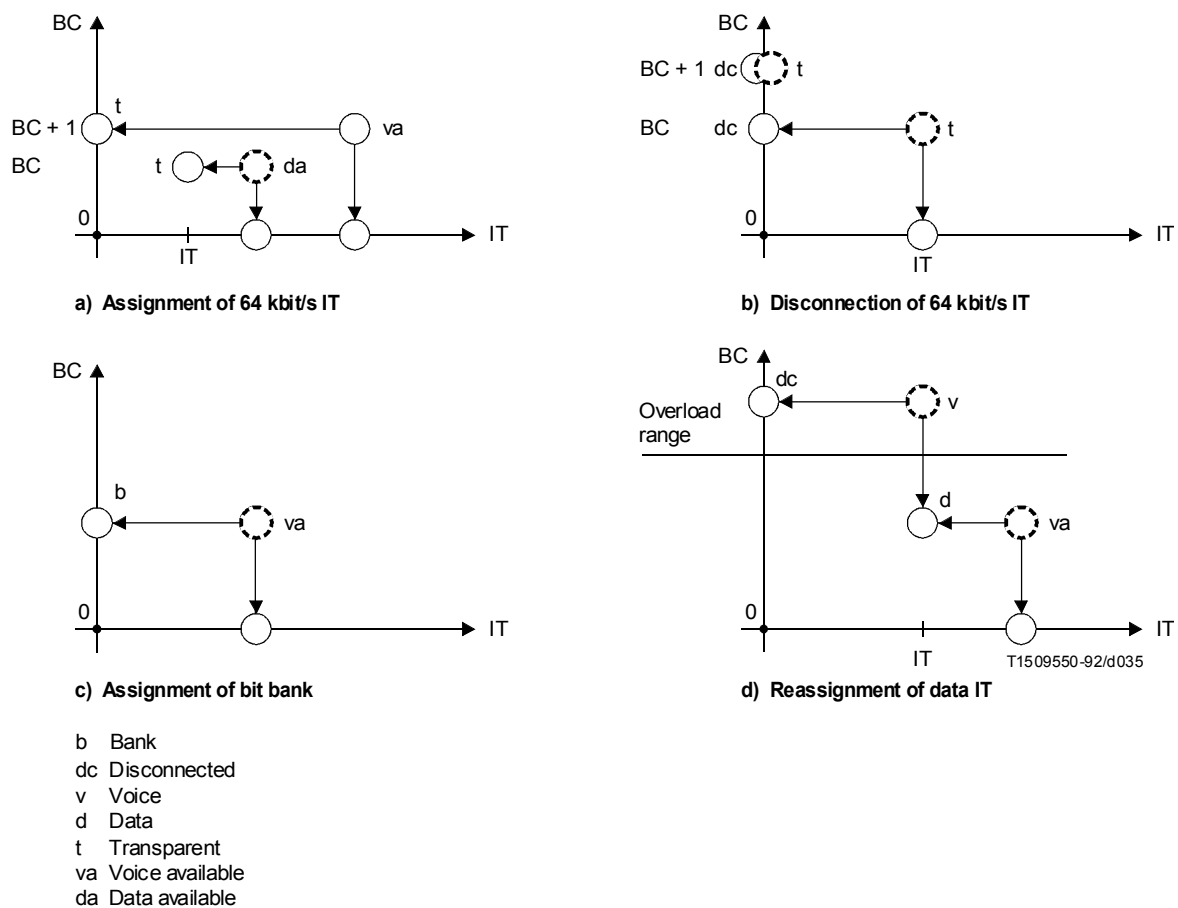 BC
t
BC + 1
va
BC
t
da
0
IT
IT
a) Assignment of 64 kbit/s IT
BC
BC + 1 dc
t
BC
dc
t
0
IT
IT
b) Disconnection of 64 kbit/s IT
BC
b
va
0
IT
c) Assignment of bit bank
BC
dc
v
Overload
range
d
va
0
IT
IT
T1509550-92/d035
d) Reassignment of data IT
b Bank
dc Disconnected
v Voice
d Data
t Transparent
va Voice available
da Data available